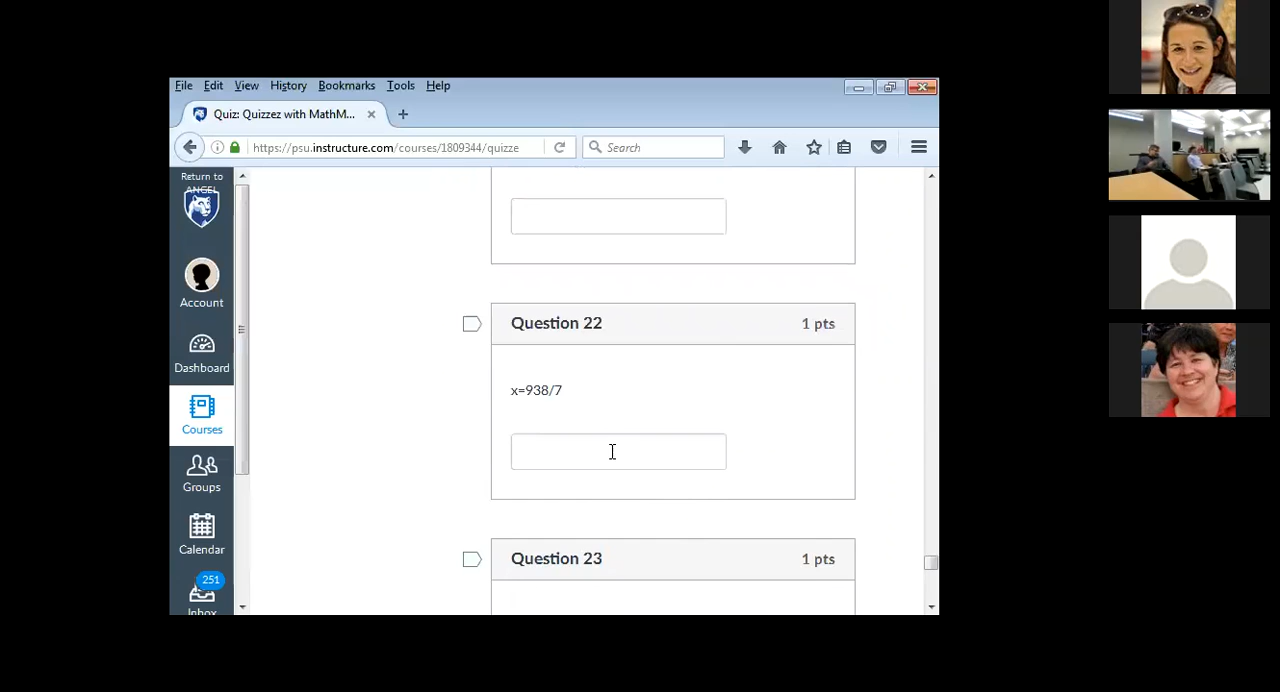 File Edit View History Bookmarks Tools Help
Quiz: Quizzez with MathM...
https://psu.instructure.com/courses/1809344/quizze
Search
Return to
ANGEL
Account
Dashboard
Courses
Groups
Calendar
251
Inbox
Question 22
1 pts
x=938/7
Question 23
1 pts